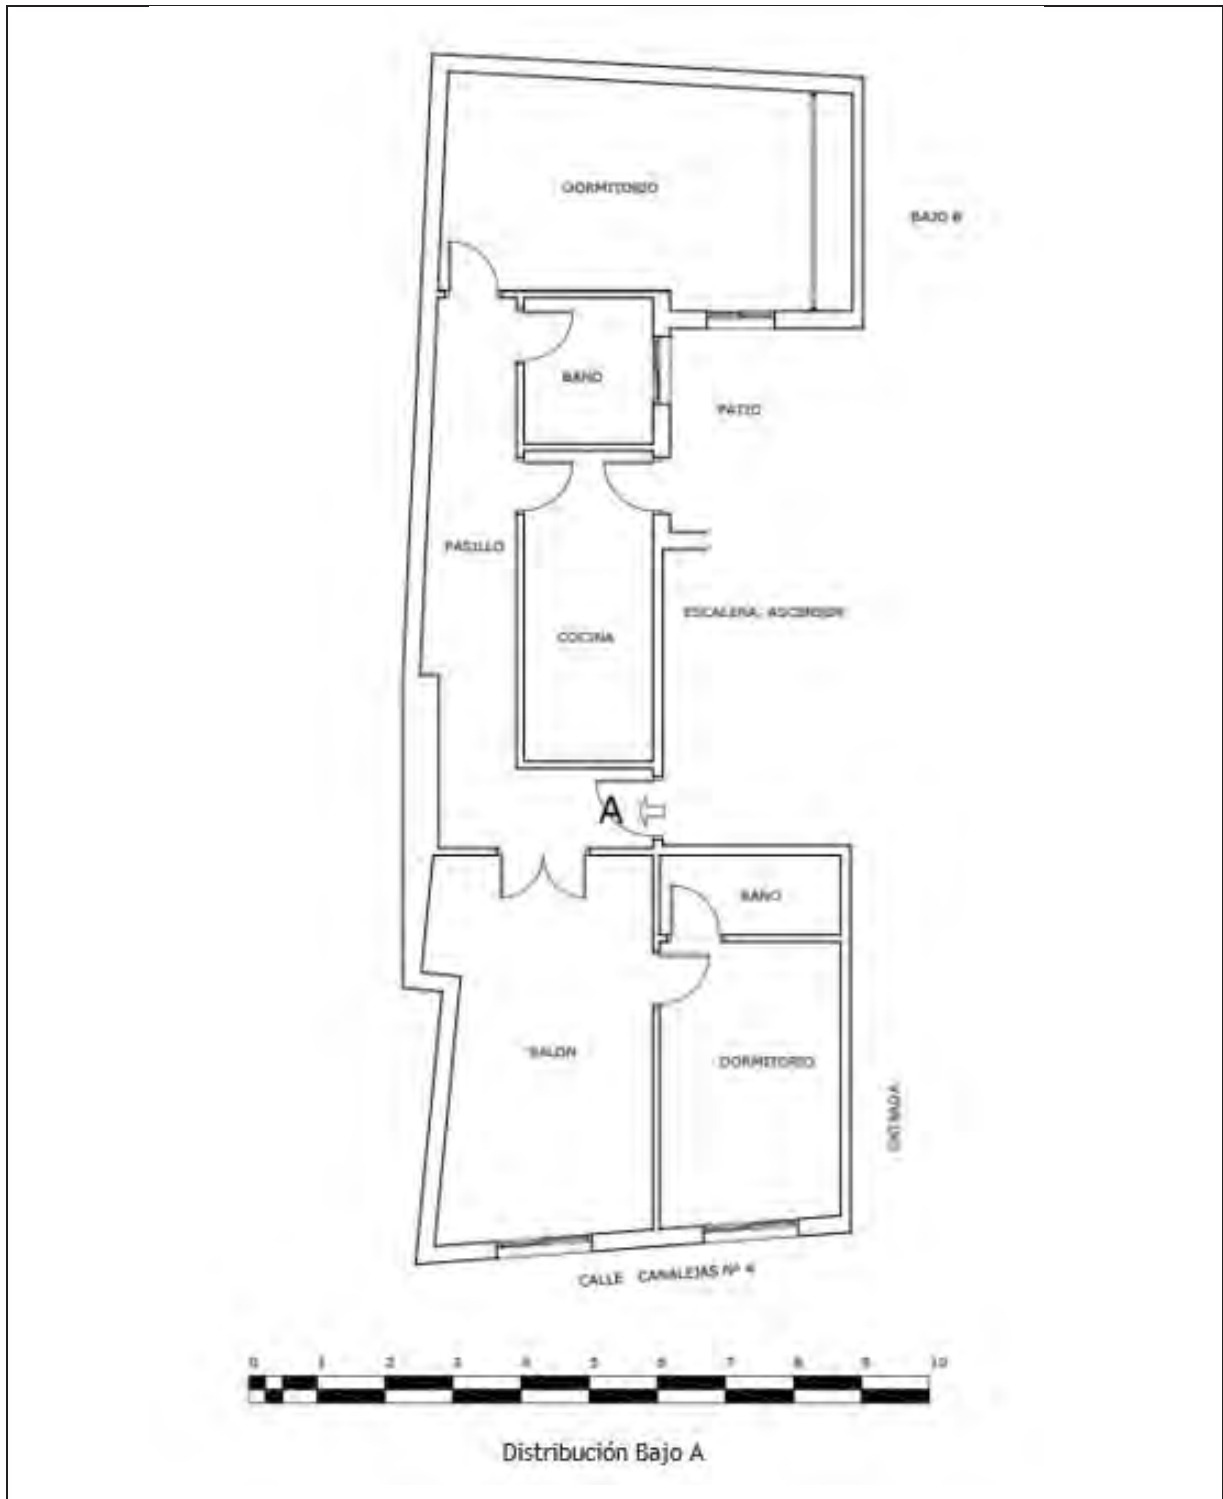 DORMITORIO
BAJO B
BAÑO
PATIO
PASILLO
ESCALERA, ASCENSOR
COCINA
A
BAÑO
SALON
DORMITORIO
ENTRADA
CALLE CANALEJAS Nº 4
0 1 2 3 4 5 6 7 8 9 10
Distribución Bajo A